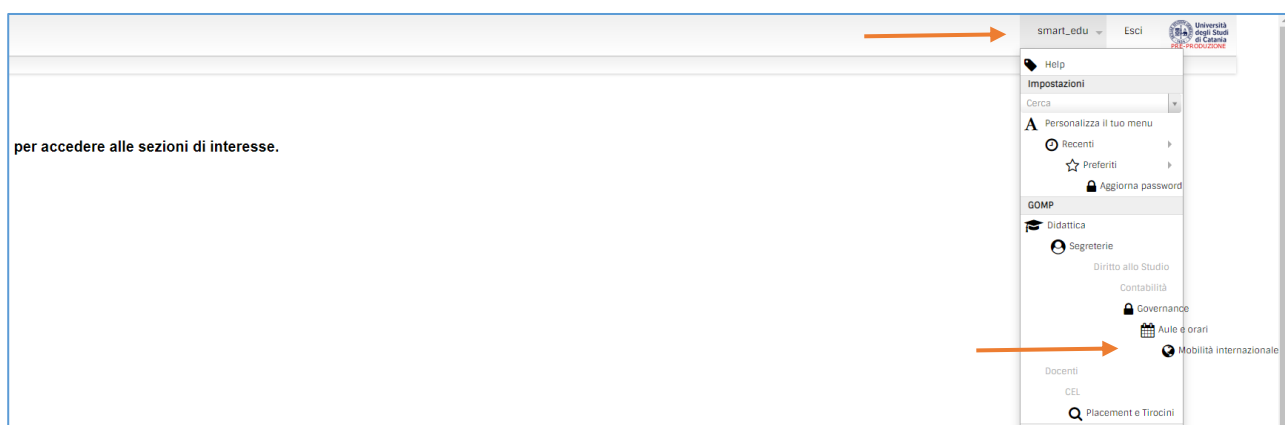 smart_edu
Esci
Università
degli Studi
di Catania
PRE-PRODUZIONE
Help
Impostazioni
Cerca
A Personalizza il tuo menu
Recenti
Preferiti
Aggiorna password
per accedere alle sezioni di interesse.
GOMP
Didattica
Segreterie
Diritto allo Studio
Contabilità
Governance
Aule e orari
Mobilità internazionale
Docenti
CEL
Placement e Tirocini